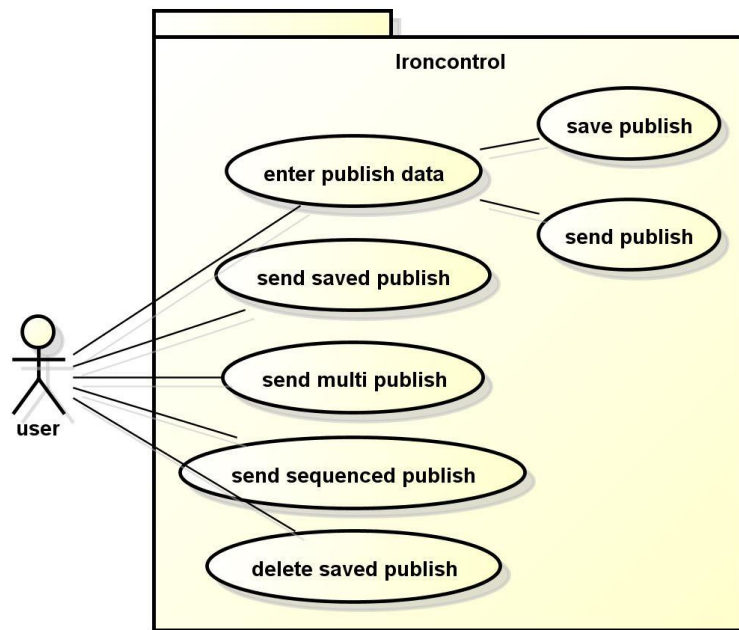 Ironcontrol
save publish
enter publish data
send publish
send saved publish
send multi publish
user
send sequenced publish
delete saved publish